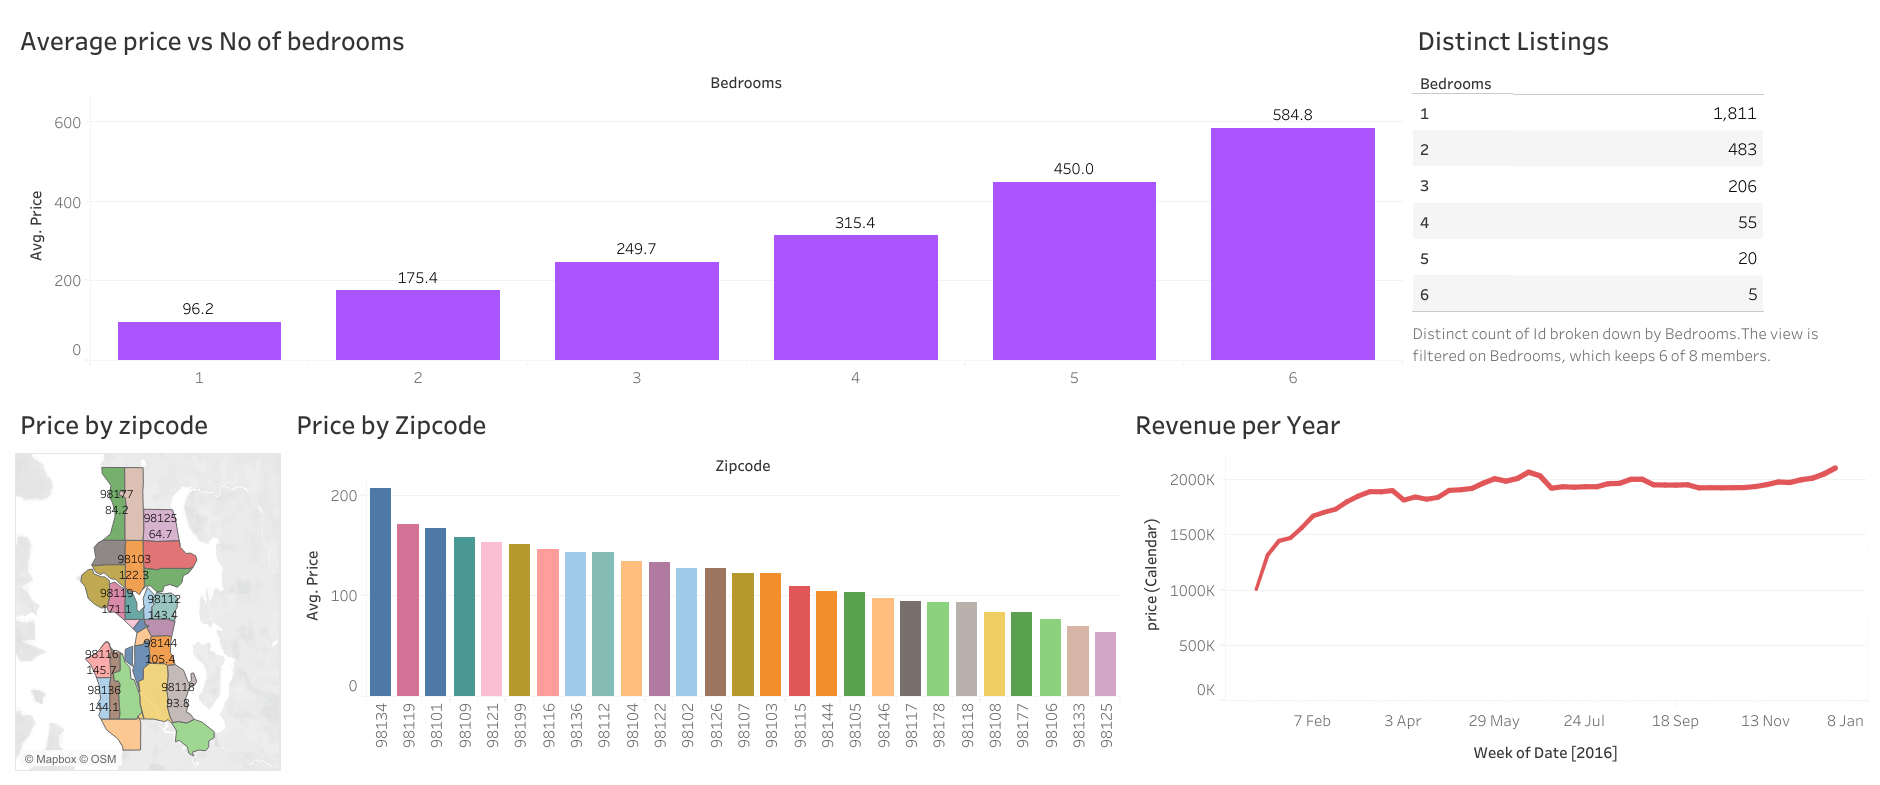 Average price vs No of bedrooms
Bedrooms
Avg. Price
600
400
200
0
96.2
175.4
249.7
315.4
450.0
584.8
1
2
3
4
5
6
Distinct Listings
Bedrooms
1 1,811
2 483
3 206
4 55
5 20
6 5
Distinct count of Id broken down by Bedrooms.The view is
filtered on Bedrooms, which keeps 6 of 8 members.
Price by zipcode
98177
84.2
98125
64.7
98103
122.3
98119
171.1
98112
143.4
98144
105.4
98116
145.7
98118
93.8
98136
144.1
© Mapbox © OSM
Price by Zipcode
Zipcode
Avg. Price
200
100
0
98134
98119
98101
98109
98121
98199
98116
98136
98112
98104
98122
98102
98126
98107
98103
98115
98144
98105
98146
98117
98178
98118
98108
98177
98106
98133
98125
Revenue per Year
price (Calendar)
2000K
1500K
1000K
500K
0K
7 Feb
3 Apr
29 May
24 Jul
18 Sep
13 Nov
8 Jan
Week of Date [2016]